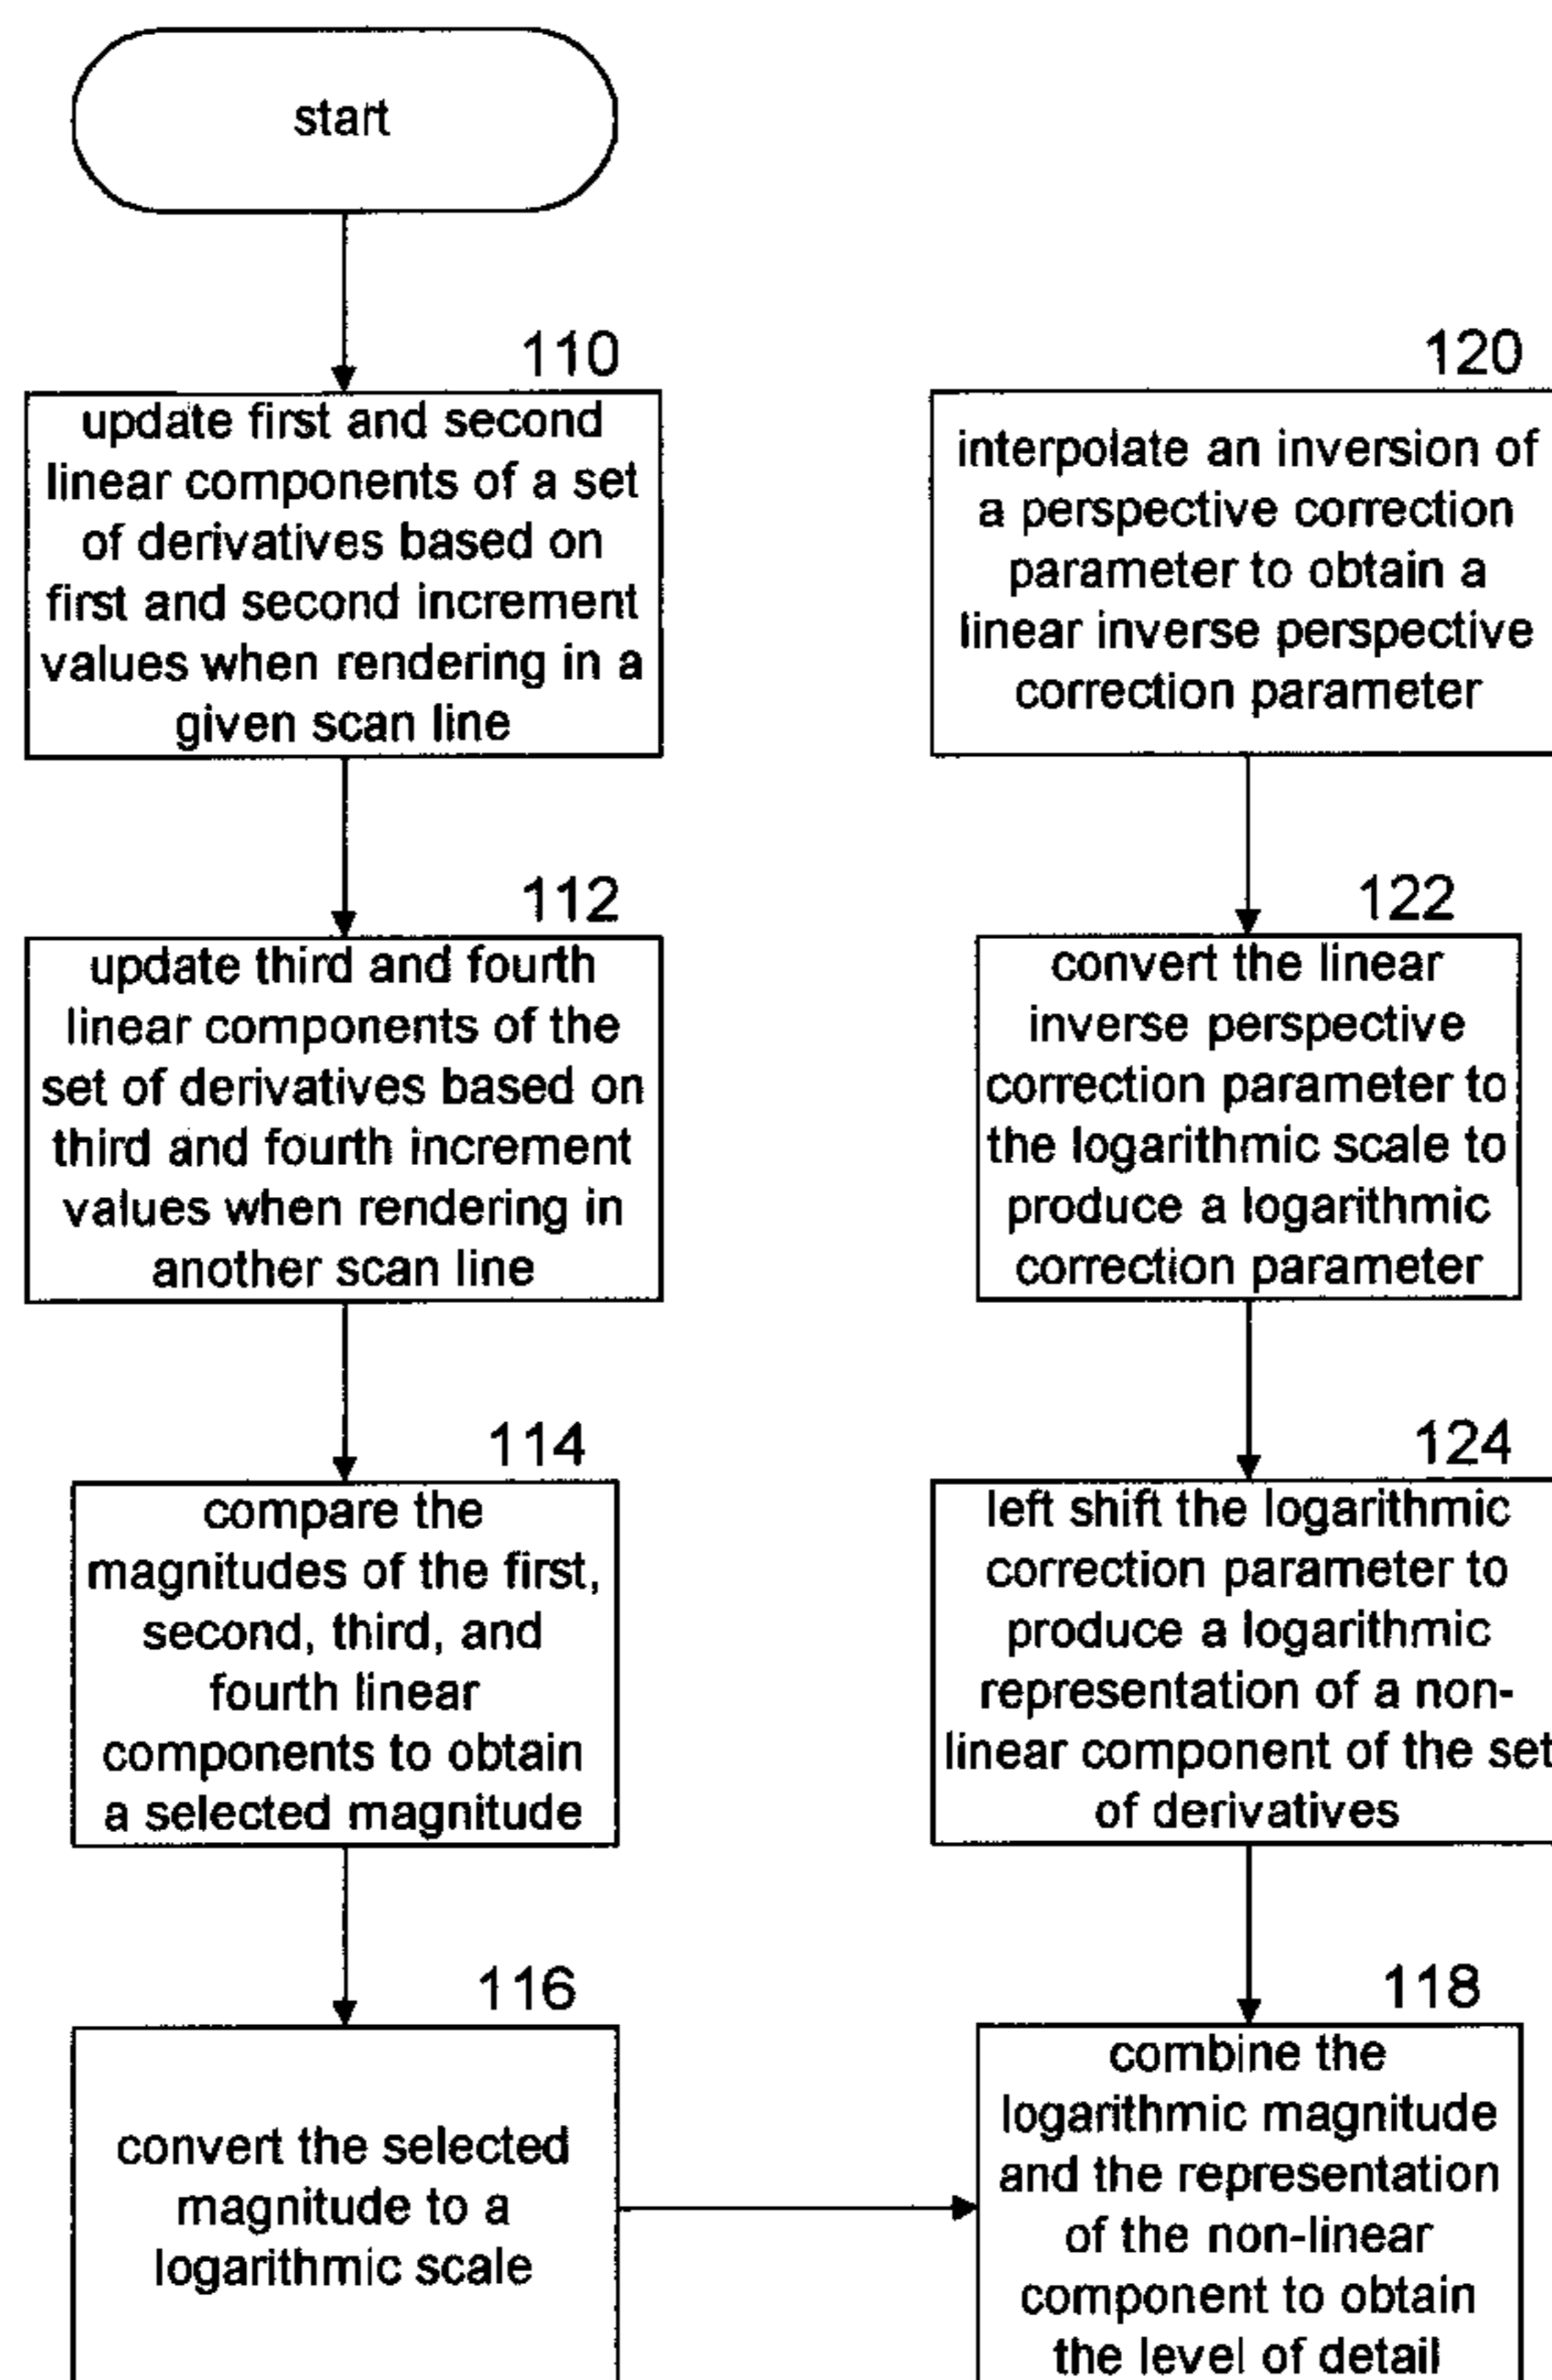 start
110
update first and second
linear components of a set
of derivatives based on
first and second increment
values when rendering in a
given scan line
112
update third and fourth
linear components of the
set of derivatives based on
third and fourth increment
values when rendering in
another scan line
114
compare the
magnitudes of the first,
second, third, and
fourth linear
components to obtain
a selected magnitude
116
convert the selected
magnitude to a
logarithmic scale
120
interpolate an inversion of
a perspective correction
parameter to obtain a
linear inverse perspective
correction parameter
122
convert the linear
inverse perspective
correction parameter to
the logarithmic scale to
produce a logarithmic
correction parameter
124
left shift the logarithmic
correction parameter to
produce a logarithmic
representation of a non-
linear component of the set
of derivatives
118
combine the
logarithmic magnitude
and the representation
of the non-linear
component to obtain
the level of detail